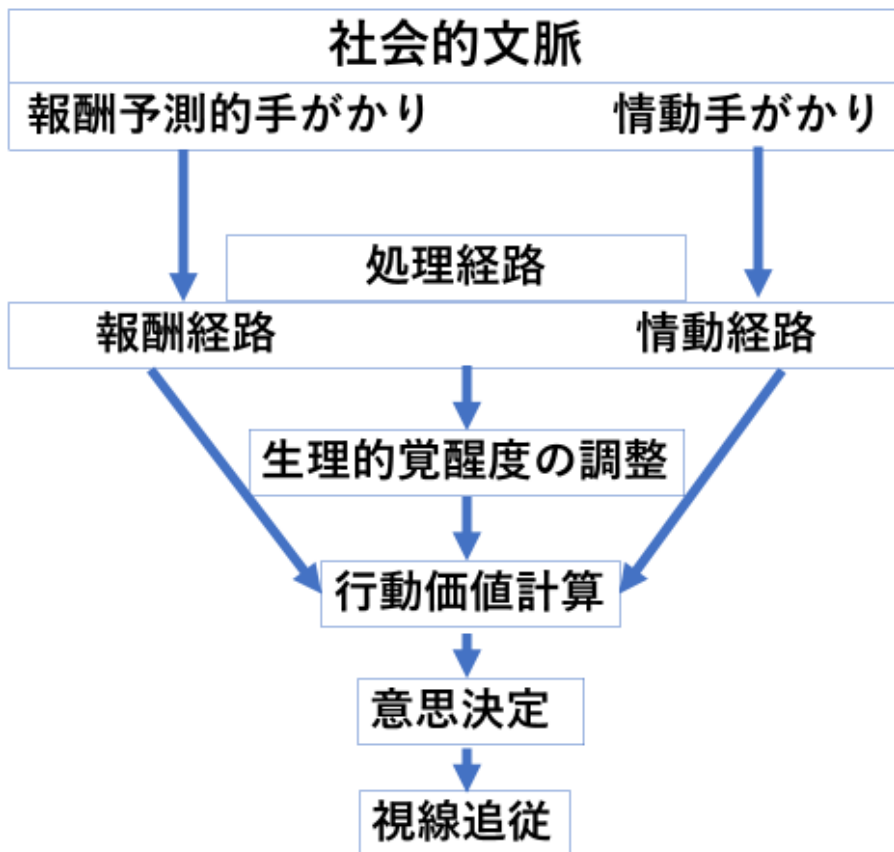 社会的文脈
報酬予測的手がかり 情動手がかり
処理経路
報酬経路 情動経路
生理的覚醒度の調整
行動価値計算
意思決定
視線追従